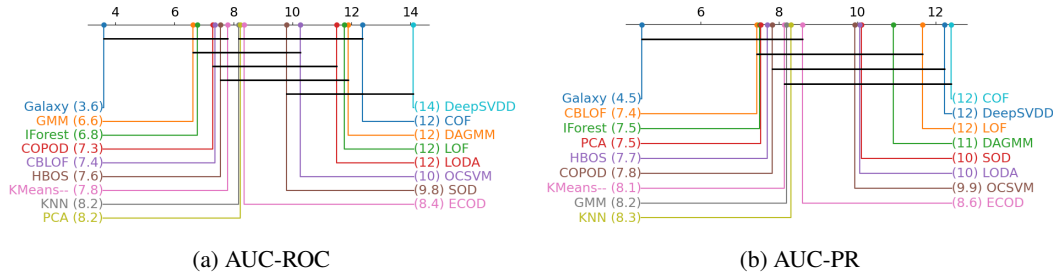 4 6 8 10 12 14
Galaxy (3.6)
GMM (6.6)
IForest (6.8)
COPOD (7.3)
CBLOF (7.4)
HBOS (7.6)
KMeans-- (7.8)
KNN (8.2)
PCA (8.2)
(14) DeepSVDD
(12) COF
(12) DAGMM
(12) LOF
(12) LODA
(10) OCSVM
(9.8) SOD
(8.4) ECOD
(a) AUC-ROC
6 8 10 12
Galaxy (4.5)
CBLOF (7.4)
IForest (7.5)
PCA (7.5)
HBOS (7.7)
COPOD (7.8)
KMeans-- (8.1)
GMM (8.2)
KNN (8.3)
(12) COF
(12) DeepSVDD
(12) LOF
(11) DAGMM
(10) SOD
(10) LODA
(9.9) OCSVM
(8.6) ECOD
(b) AUC-PR